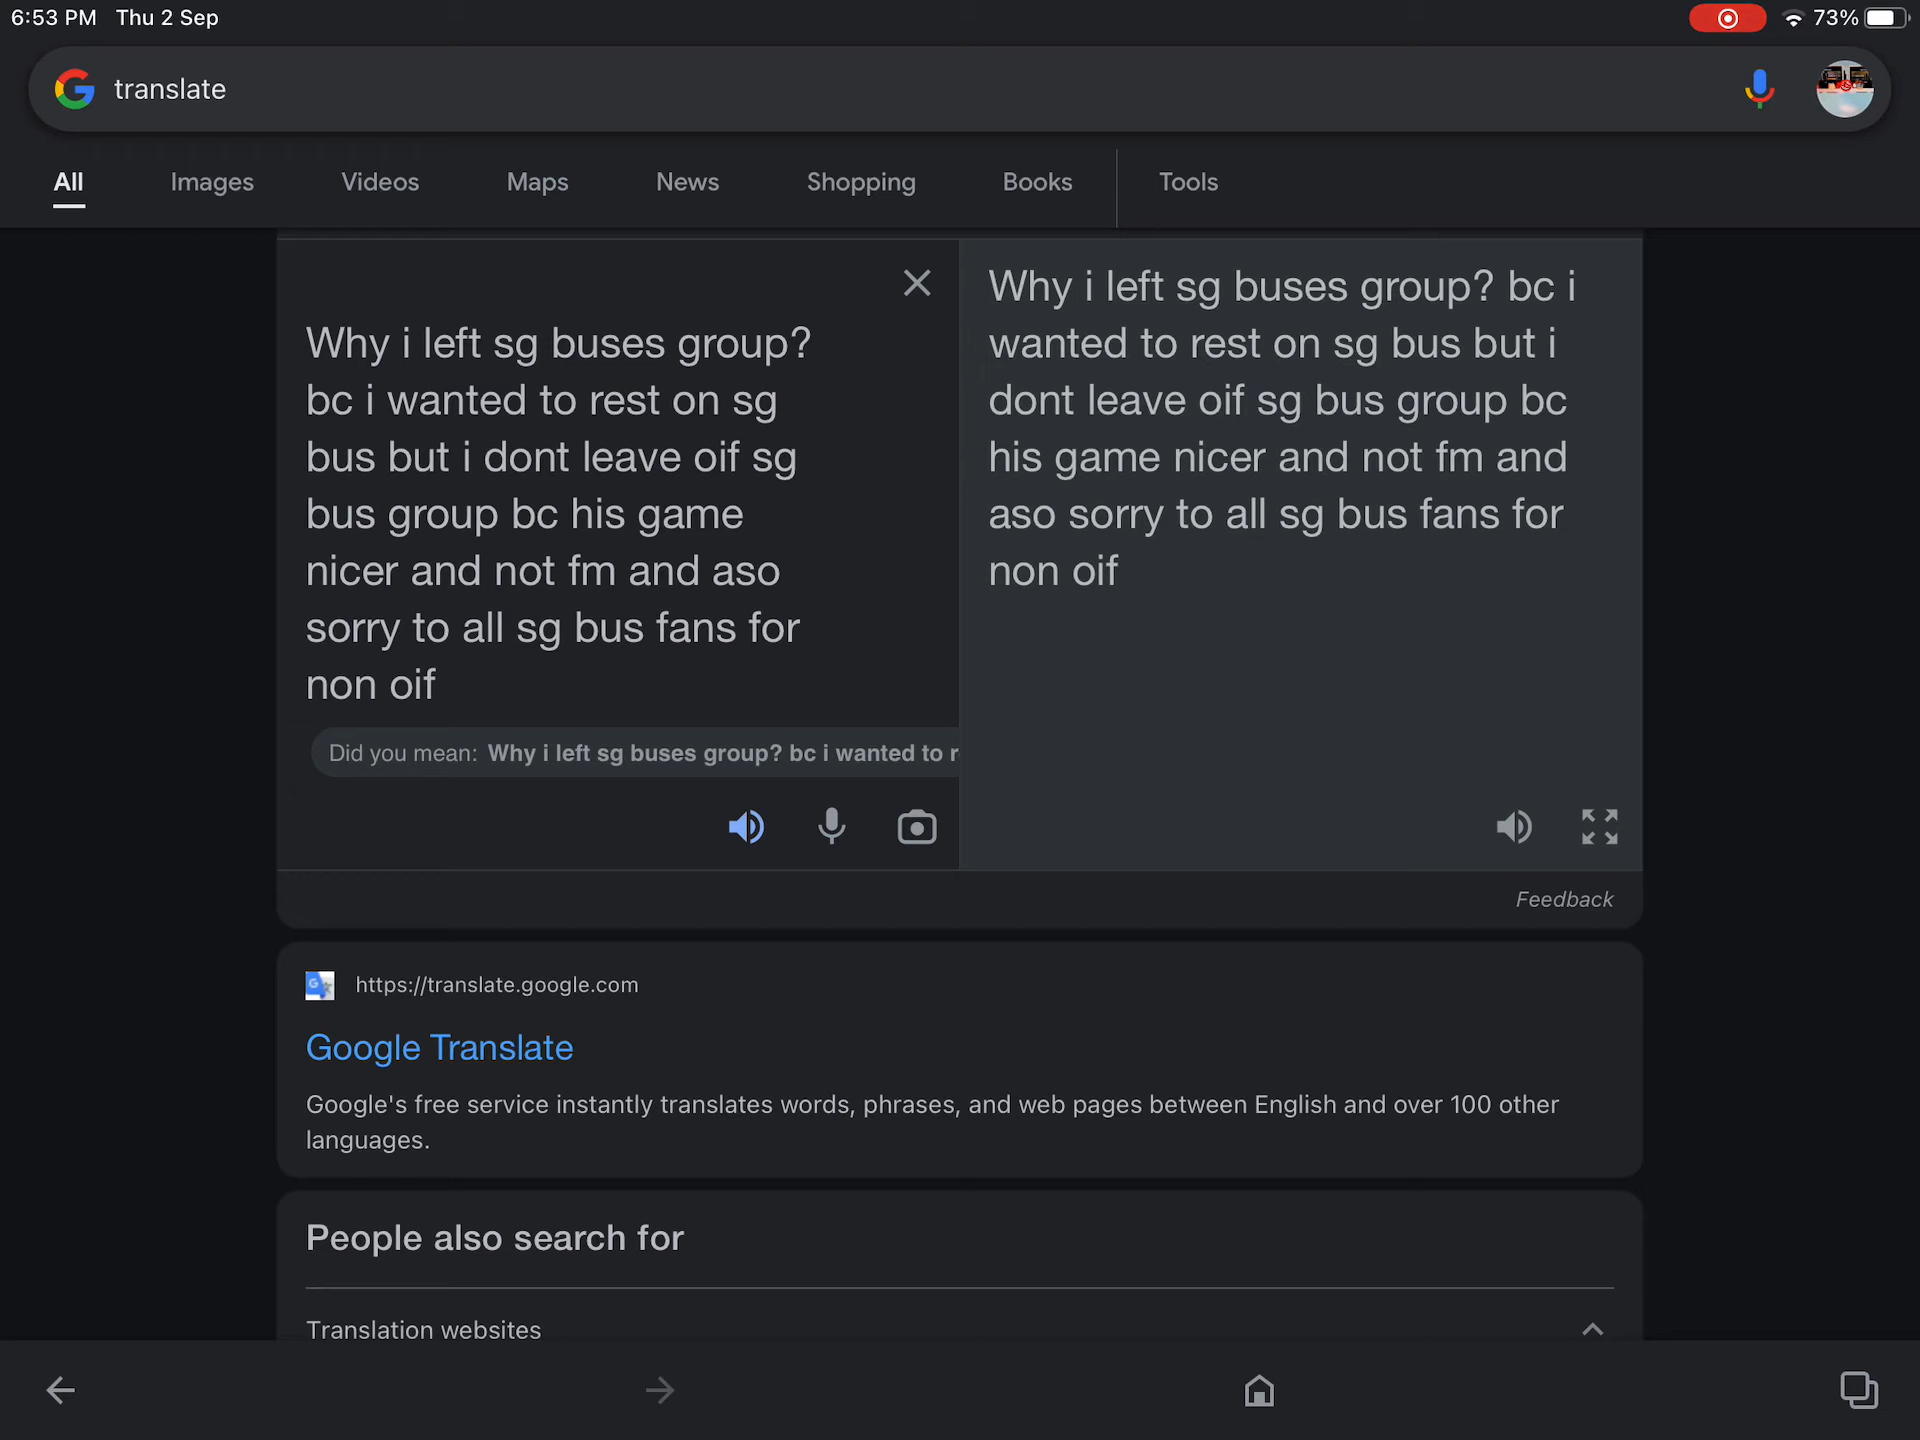 6:53 PM Thu 2 Sep
73%
translate
All Images Videos Maps News Shopping Books Tools
Why i left sg buses group?
bc i wanted to rest on sg
bus but i dont leave oif sg
bus group bc his game
nicer and not fm and aso
sorry to all sg bus fans for
non oif
Did you mean: Why i left sg buses group? bc i wanted to r
Why i left sg buses group? bc i
wanted to rest on sg bus but i
dont leave oif sg bus group bc
his game nicer and not fm and
aso sorry to all sg bus fans for
non oif
Feedback
https://translate.google.com
Google Translate
Google's free service instantly translates words, phrases, and web pages between English and over 100 other
languages.
People also search for
Translation websites